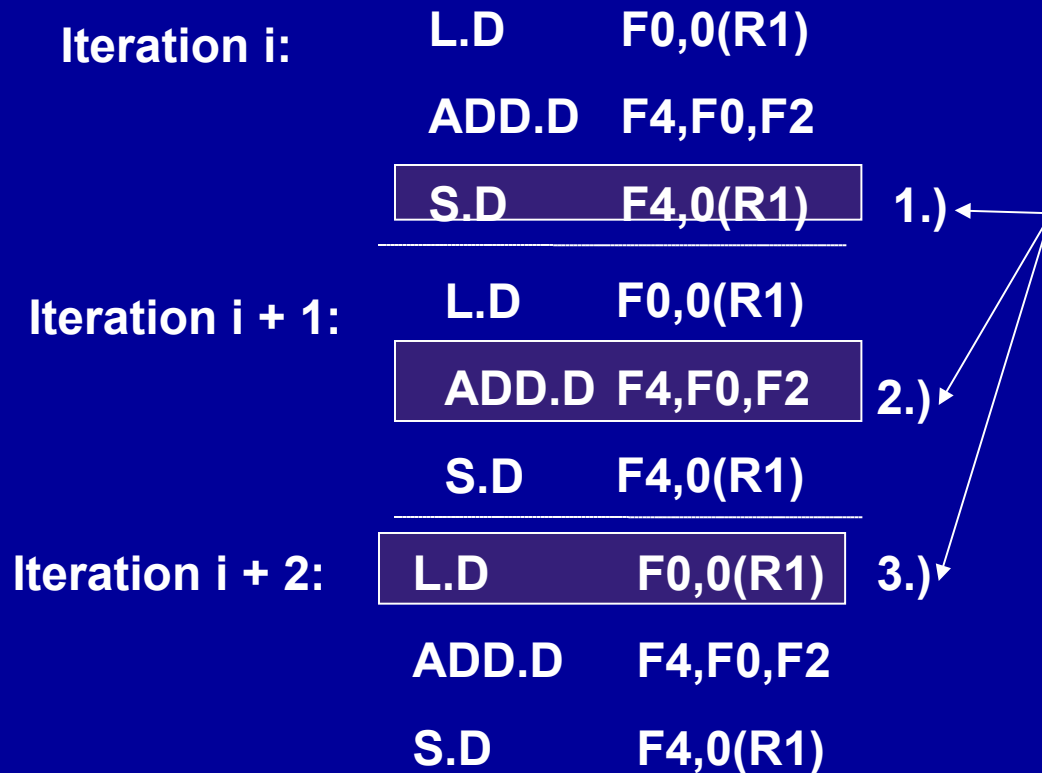 Iteration i: L.D F0,0(R1)
ADD.D F4,F0,F2
S.D F4,0(R1) 1.)
Iteration i + 1: L.D F0,0(R1)
ADD.D F4,F0,F2 2.)
S.D F4,0(R1)
Iteration i + 2: L.D F0,0(R1) 3.)
ADD.D F4,F0,F2
S.D F4,0(R1)